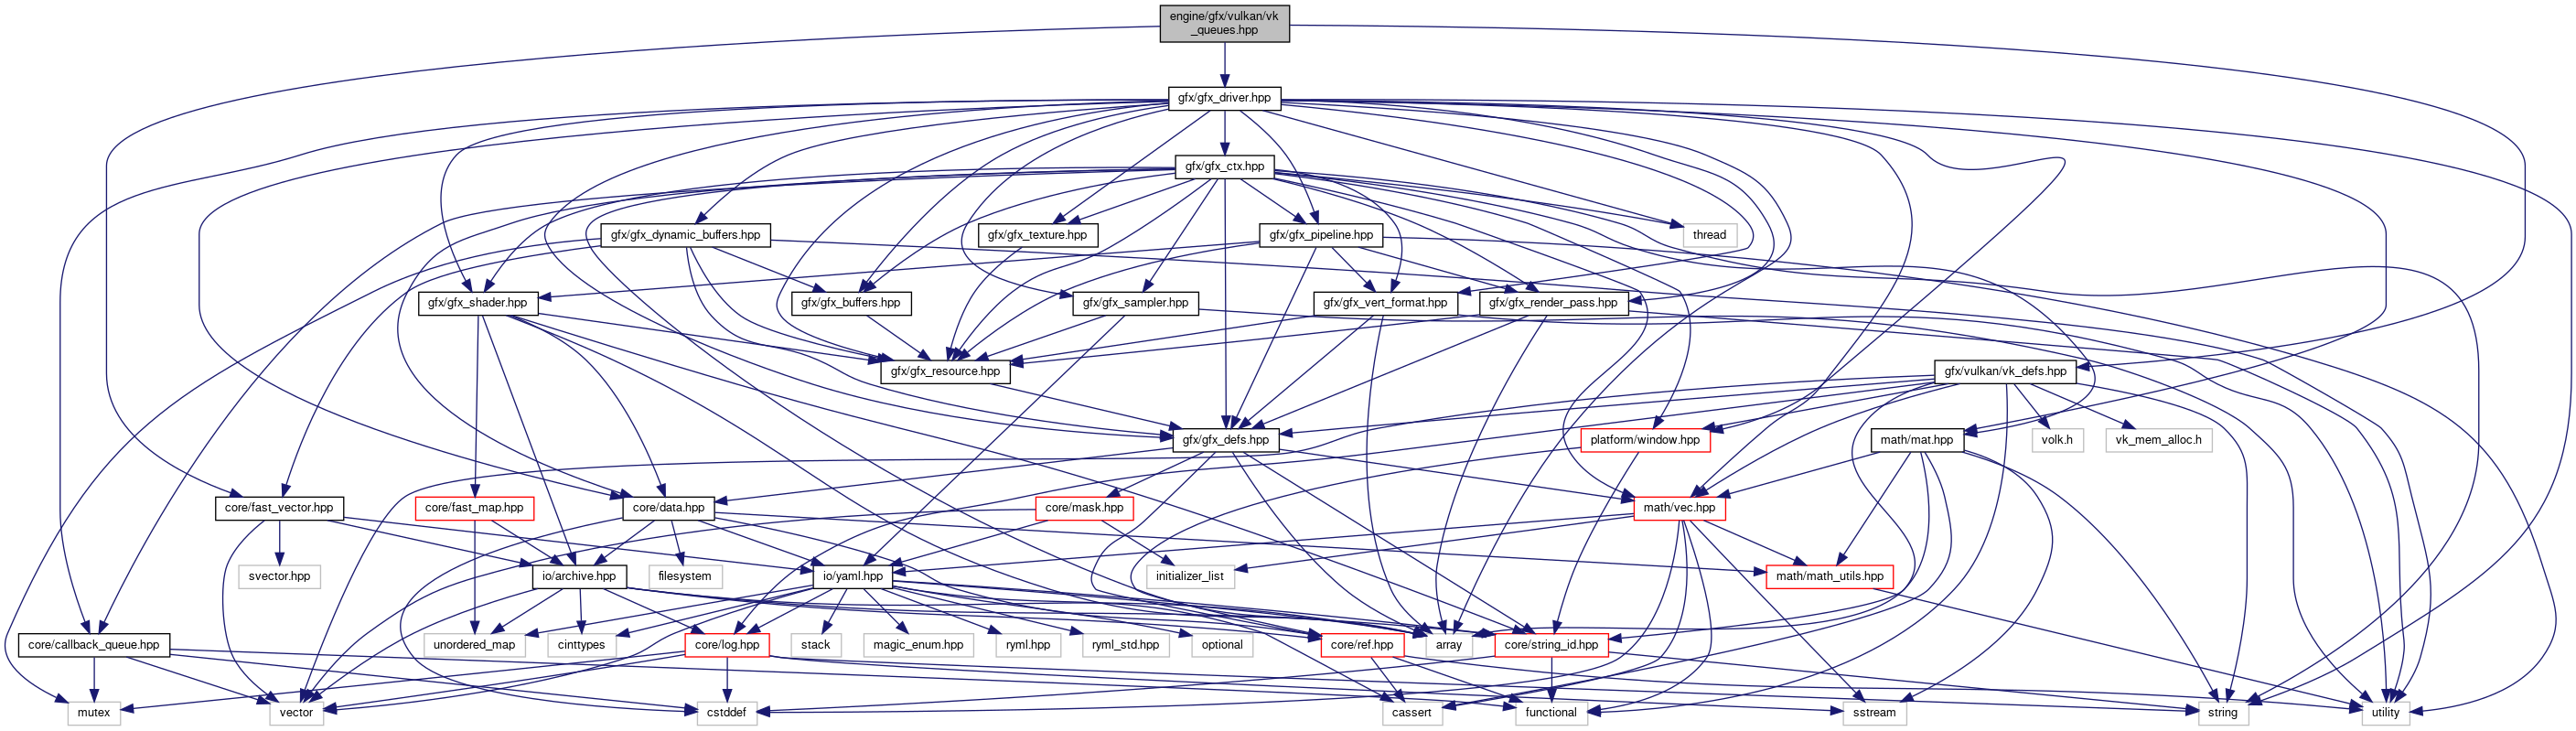 engine/gfx/vulkan/vk
_queues.hpp
gfx/gfx_driver.hpp
gfx/gfx_ctx.hpp
gfx/gfx_dynamic_buffers.hpp
gfx/gfx_texture.hpp
gfx/gfx_pipeline.hpp
thread
gfx/gfx_shader.hpp
gfx/gfx_buffers.hpp
gfx/gfx_sampler.hpp
gfx/gfx_vert_format.hpp
gfx/gfx_render_pass.hpp
gfx/gfx_resource.hpp
gfx/vulkan/vk_defs.hpp
gfx/gfx_defs.hpp
platform/window.hpp
math/mat.hpp
volk.h
vk_mem_alloc.h
core/fast_vector.hpp
core/fast_map.hpp
core/data.hpp
core/mask.hpp
math/vec.hpp
svector.hpp
io/archive.hpp
filesystem
io/yaml.hpp
initializer_list
math/math_utils.hpp
core/callback_queue.hpp
unordered_map
cinttypes
core/log.hpp
stack
magic_enum.hpp
ryml.hpp
ryml_std.hpp
optional
core/ref.hpp
array
core/string_id.hpp
mutex
vector
cstddef
cassert
functional
sstream
string
utility